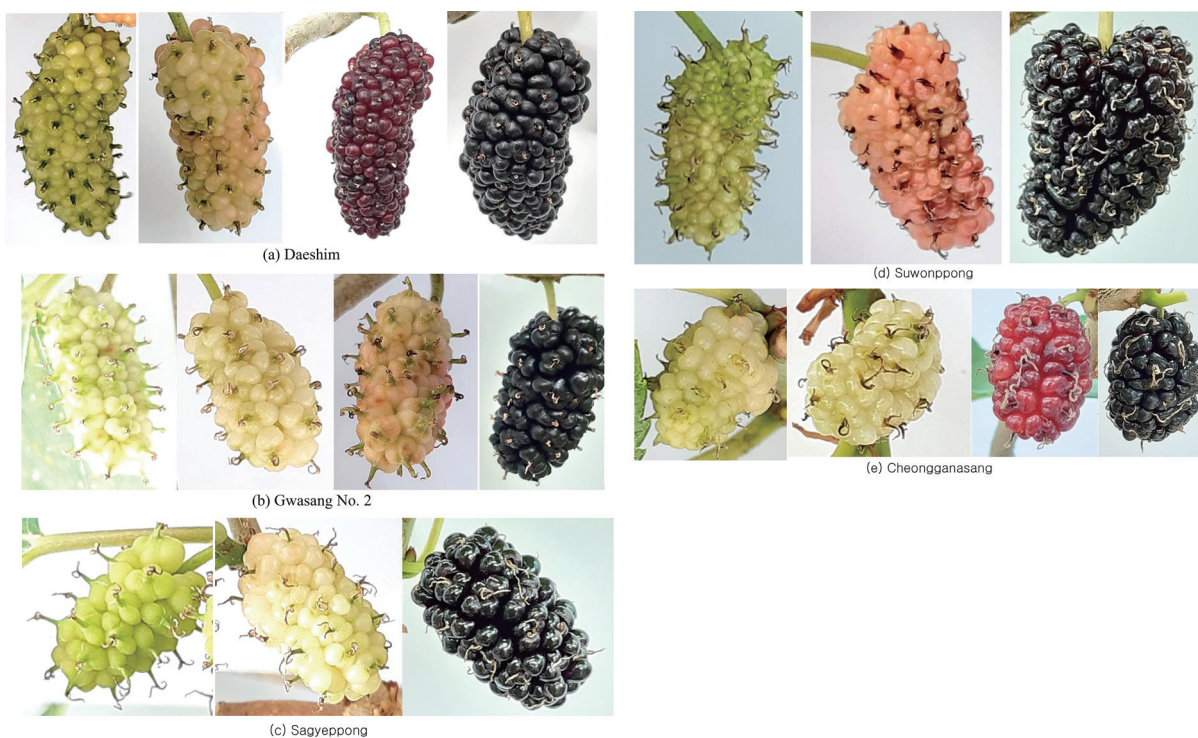 (a) Daeshim
(b) Gwasang No. 2
(c) Sagyeppong
(d) Suwonppong
(e) Cheongganasang